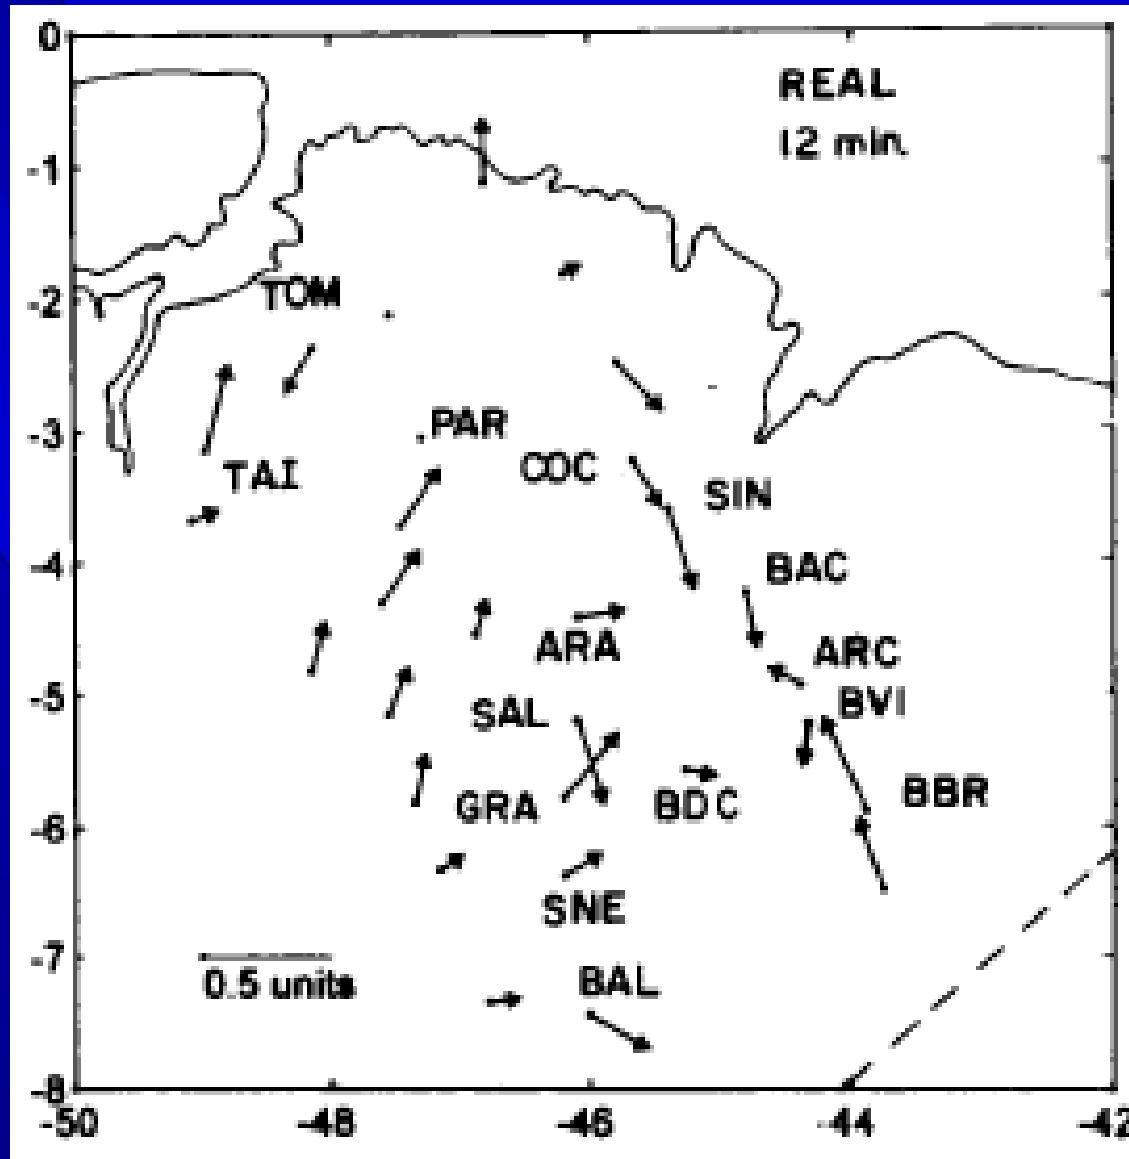 0
REAL
12 min.
-1
TOM
-2
-3
PAR
TAI
COC
SIN
-4
BAC
ARA
ARC
-5
SAL
BVI
GRA
BDC
BBR
-6
SNE
-7
0.5 units
BAL
-8
-50
-48
-46
-44
-42